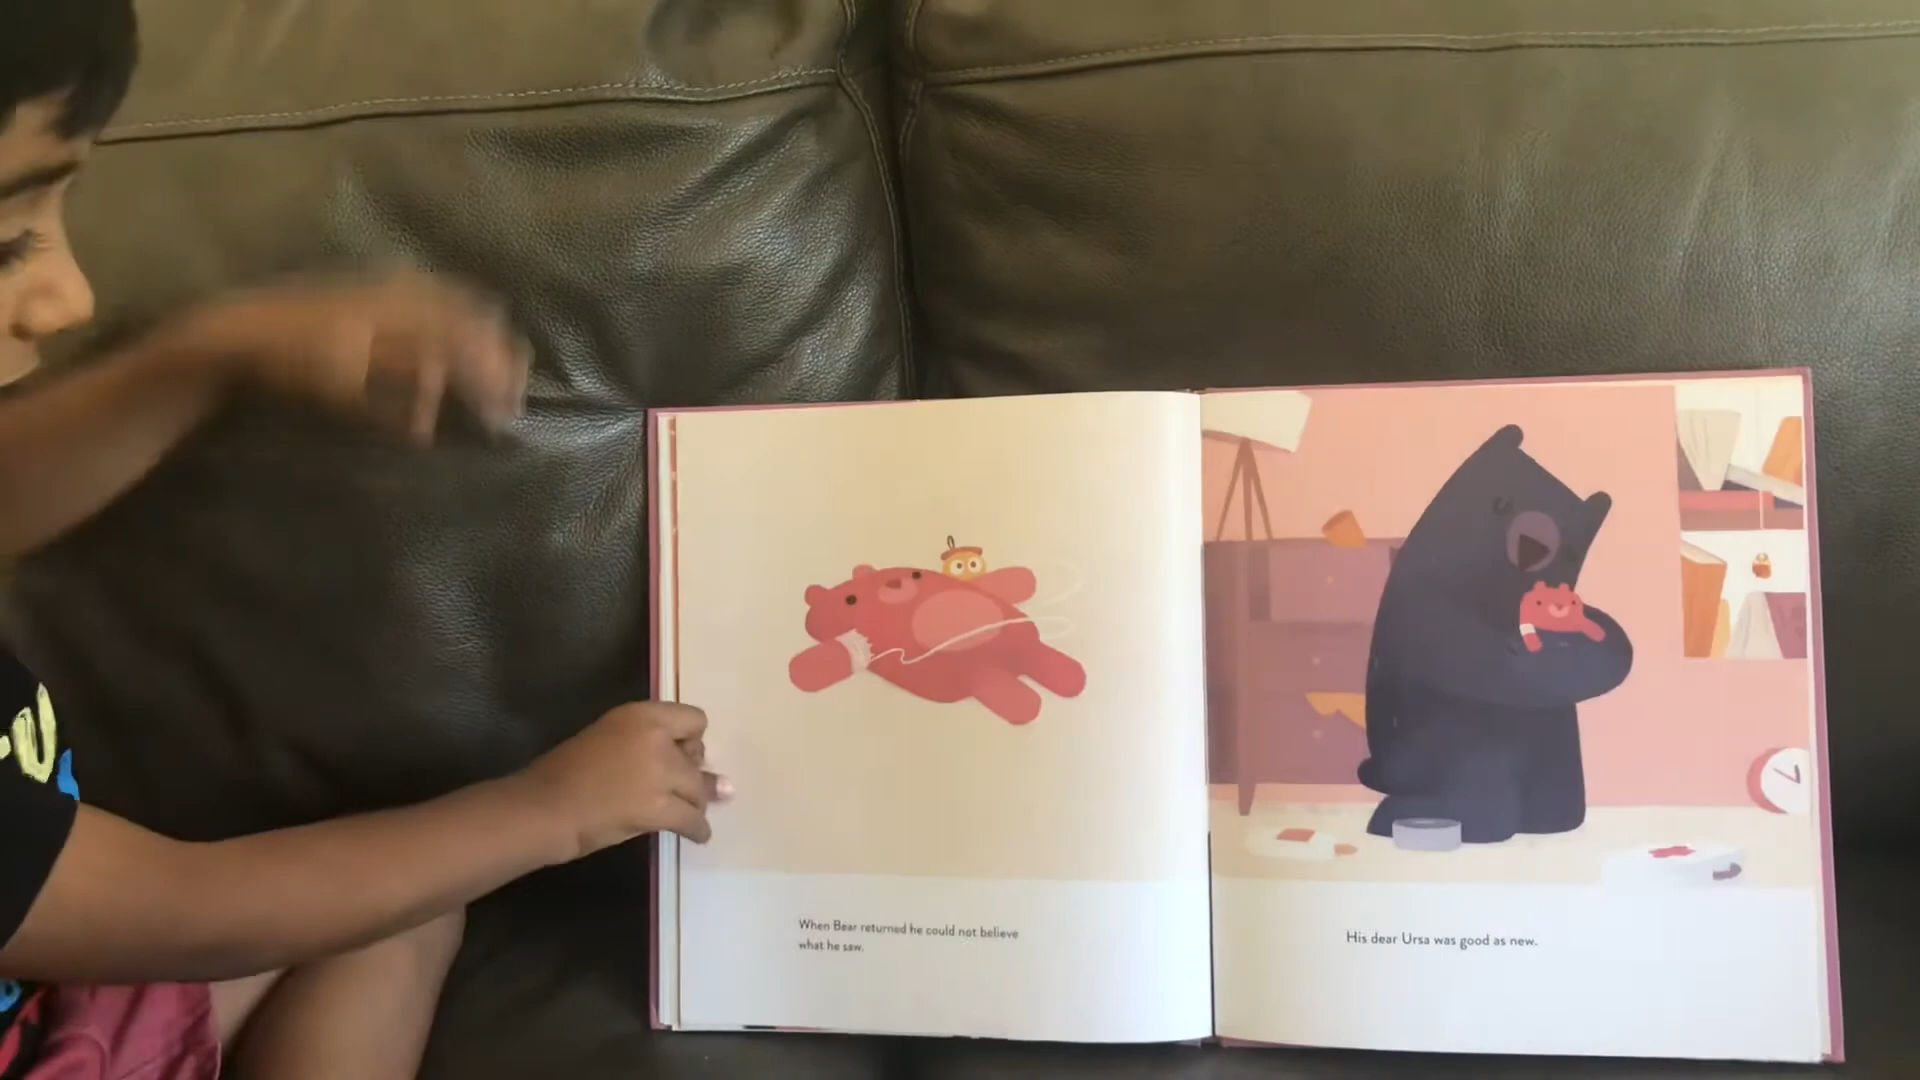 When Bear returned he could not believe
what he saw.
His dear Ursa was good as new.